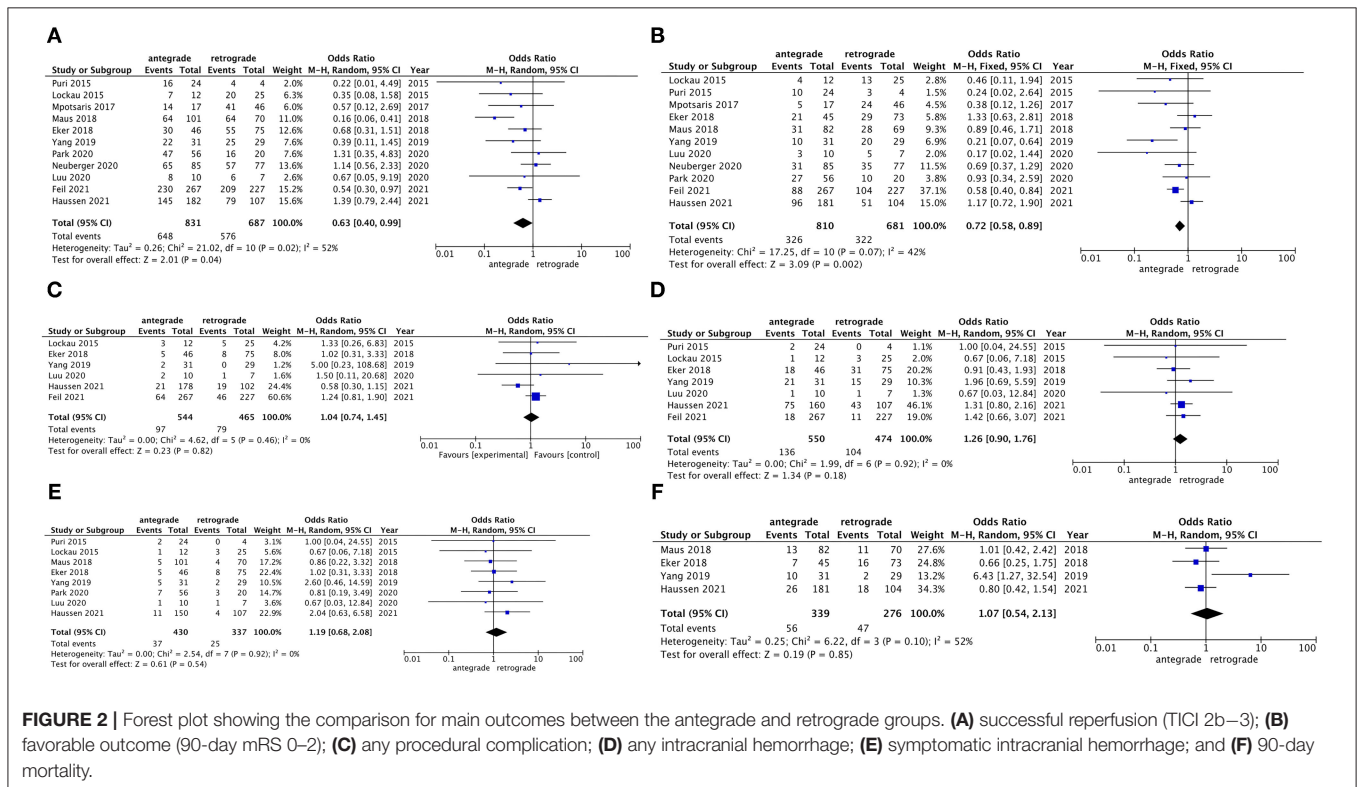 A
antegrade retrograde Odds Ratio Odds Ratio
Study or Subgroup Events Total Events Total Weight M-H, Random, 95% CI Year M-H, Random, 95% CI
Puri 2015 16 24 4 4 2.0% 0.22 [0.01, 4.49] 2015
Lockau 2015 7 12 20 25 6.5% 0.35 [0.08, 1.58] 2015
Mpotsaris 2017 14 17 41 46 6.0% 0.57 [0.12, 2.69] 2017
Maus 2018 64 101 64 70 12.0% 0.16 [0.06, 0.41] 2018
Eker 2018 30 46 55 75 13.9% 0.68 [0.31, 1.51] 2018
Yang 2019 22 31 25 29 7.8% 0.39 [0.11, 1.45] 2019
Park 2020 47 56 16 20 7.6% 1.31 [0.35, 4.83] 2020
Neuberger 2020 65 85 57 77 15.0% 1.14 [0.56, 2.33] 2020
Luu 2020 8 10 6 7 2.6% 0.67 [0.05, 9.19] 2020
Feil 2021 230 267 209 227 15.2% 0.54 [0.30, 0.97] 2021
Haussen 2021 145 182 79 107 15.6% 1.39 [0.79, 2.44] 2021
Total (95% CI) 831 687 100.0% 0.63 [0.40, 0.99]
Total events 648 576
Heterogeneity: Tau² = 0.26; Chi² = 21.02, df = 10 (P = 0.02); I² = 52%
Test for overall effect: Z = 2.01 (P = 0.04)
0.01 0.1 1 10 100
antegrade retrograde
B
antegrade retrograde Odds Ratio Odds Ratio
Study or Subgroup Events Total Events Total Weight M-H, Fixed, 95% CI Year M-H, Fixed, 95% CI
Lockau 2015 4 12 13 25 2.8% 0.46 [0.11, 1.94] 2015
Puri 2015 10 24 3 4 2.0% 0.24 [0.02, 2.64] 2015
Mpotsaris 2017 5 17 24 46 4.7% 0.38 [0.12, 1.26] 2017
Eker 2018 21 45 29 73 5.9% 1.33 [0.63, 2.81] 2018
Maus 2018 31 82 28 69 9.8% 0.89 [0.46, 1.71] 2018
Yang 2019 10 31 20 29 7.2% 0.21 [0.07, 0.64] 2019
Luu 2020 3 10 5 7 2.0% 0.17 [0.02, 1.44] 2020
Neuberger 2020 31 85 35 77 12.0% 0.69 [0.37, 1.29] 2020
Park 2020 27 56 10 20 4.0% 0.93 [0.34, 2.59] 2020
Feil 2021 88 267 104 227 37.1% 0.58 [0.40, 0.84] 2021
Haussen 2021 96 181 51 104 12.6% 1.17 [0.72, 1.90] 2021
Total (95% CI) 810 681 100.0% 0.72 [0.58, 0.89]
Total events 326 322
Heterogeneity: Chi² = 17.25, df = 10 (P = 0.07); I² = 42%
Test for overall effect: Z = 3.09 (P = 0.002)
0.01 0.1 1 10 100
antegrade retrograde
C
antegrade retrograde Odds Ratio Odds Ratio
Study or Subgroup Events Total Events Total Weight M-H, Random, 95% CI Year M-H, Random, 95% CI
Lockau 2015 3 12 5 25 4.2% 1.33 [0.26, 6.83] 2015
Eker 2018 5 46 8 75 8.0% 1.02 [0.31, 3.33] 2018
Yang 2019 2 31 0 29 1.2% 5.00 [0.23, 108.68] 2019
Luu 2020 2 10 1 7 1.6% 1.50 [0.11, 20.68] 2020
Haussen 2021 21 178 19 102 24.4% 0.58 [0.30, 1.15] 2021
Feil 2021 64 267 46 227 60.6% 1.24 [0.81, 1.90] 2021
Total (95% CI) 544 465 100.0% 1.04 [0.74, 1.45]
Total events 97 79
Heterogeneity: Tau² = 0.00; Chi² = 4.62, df = 5 (P = 0.46); I² = 0%
Test for overall effect: Z = 0.23 (P = 0.82)
0.01 0.1 1 10 100
Favours [experimental] Favours [control]
D
antegrade retrograde Odds Ratio Odds Ratio
Study or Subgroup Events Total Events Total Weight M-H, Random, 95% CI Year M-H, Random, 95% CI
Puri 2015 2 24 0 4 1.1% 1.00 [0.04, 24.55] 2015
Lockau 2015 1 12 3 25 2.0% 0.67 [0.06, 7.18] 2015
Eker 2018 18 46 31 75 20.2% 0.91 [0.43, 1.93] 2018
Yang 2019 21 31 15 29 9.9% 1.96 [0.69, 5.59] 2019
Luu 2020 1 10 1 7 1.2% 0.67 [0.03, 12.84] 2020
Haussen 2021 75 160 43 107 46.1% 1.31 [0.80, 2.16] 2021
Feil 2021 18 267 11 227 19.4% 1.42 [0.66, 3.07] 2021
Total (95% CI) 550 474 100.0% 1.26 [0.90, 1.76]
Total events 136 104
Heterogeneity: Tau² = 0.00; Chi² = 1.99, df = 6 (P = 0.92); I² = 0%
Test for overall effect: Z = 1.34 (P = 0.18)
0.01 0.1 1 10 100
antegrade retrograde
E
antegrade retrograde Odds Ratio Odds Ratio
Study or Subgroup Events Total Events Total Weight M-H, Random, 95% CI Year M-H, Random, 95% CI
Puri 2015 2 24 0 4 3.1% 1.00 [0.04, 24.55] 2015
Lockau 2015 1 12 3 25 5.6% 0.67 [0.06, 7.18] 2015
Maus 2018 5 101 4 70 17.2% 0.86 [0.22, 3.32] 2018
Eker 2018 5 46 8 75 22.4% 1.02 [0.31, 3.33] 2018
Yang 2019 5 31 2 29 10.5% 2.60 [0.46, 14.59] 2019
Park 2020 7 56 3 20 14.7% 0.81 [0.19, 3.49] 2020
Luu 2020 1 10 1 7 3.6% 0.67 [0.03, 12.84] 2020
Haussen 2021 11 150 4 107 22.9% 2.04 [0.63, 6.58] 2021
Total (95% CI) 430 337 100.0% 1.19 [0.68, 2.08]
Total events 37 25
Heterogeneity: Tau² = 0.00; Chi² = 2.54, df = 7 (P = 0.92); I² = 0%
Test for overall effect: Z = 0.61 (P = 0.54)
0.01 0.1 1 10 100
antegrade retrograde
F
antegrade retrograde Odds Ratio Odds Ratio
Study or Subgroup Events Total Events Total Weight M-H, Random, 95% CI Year M-H, Random, 95% CI
Maus 2018 13 82 11 70 27.6% 1.01 [0.42, 2.42] 2018
Eker 2018 7 45 16 73 24.8% 0.66 [0.25, 1.75] 2018
Yang 2019 10 31 2 29 13.2% 6.43 [1.27, 32.54] 2019
Haussen 2021 26 181 18 104 34.3% 0.80 [0.42, 1.54] 2021
Total (95% CI) 339 276 100.0% 1.07 [0.54, 2.13]
Total events 56 47
Heterogeneity: Tau² = 0.25; Chi² = 6.22, df = 3 (P = 0.10); I² = 52%
Test for overall effect: Z = 0.19 (P = 0.85)
0.01 0.1 1 10 100
antegrade retrograde
FIGURE 2 | Forest plot showing the comparison for main outcomes between the antegrade and retrograde groups. (A) successful reperfusion (TICI 2b–3); (B)
favorable outcome (90-day mRS 0–2); (C) any procedural complication; (D) any intracranial hemorrhage; (E) symptomatic intracranial hemorrhage; and (F) 90-day
mortality.